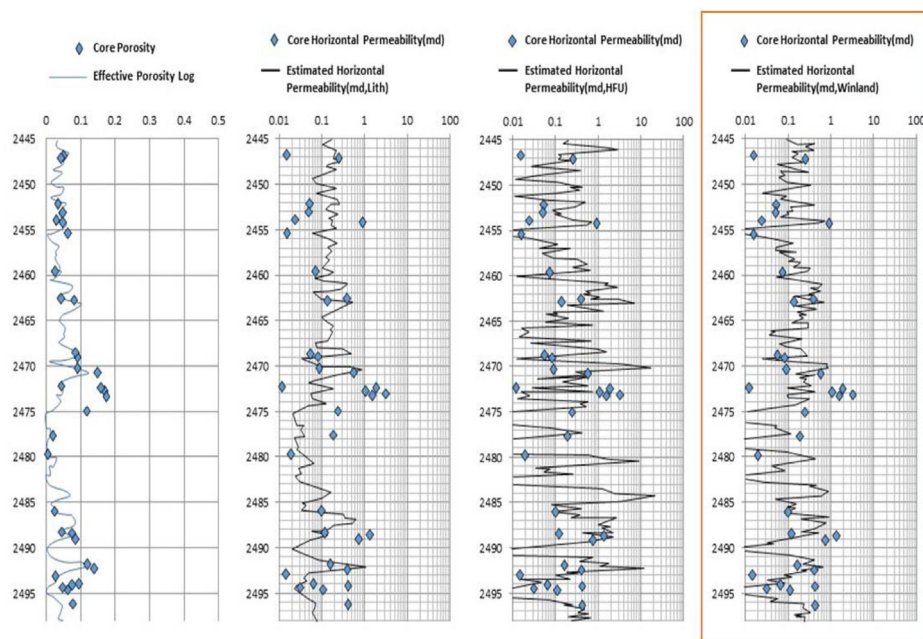 Core Porosity
Effective Porosity Log
0 0.1 0.2 0.3 0.4 0.5
2445
2450
2455
2460
2465
2470
2475
2480
2485
2490
2495
Core Horizontal Permeability(md)
Estimated Horizontal
Permeability(md,Lith)
0.01 0.1 1 10 100
2445
2450
2455
2460
2465
2470
2475
2480
2485
2490
2495
Core Horizontal Permeability(md)
Estimated Horizontal
Permeability(md,HFU)
0.01 0.1 1 10 100
2445
2450
2455
2460
2465
2470
2475
2480
2485
2490
2495
Core Horizontal Permeability(md)
Estimated Horizontal
Permeability(md,Winland)
0.01 0.1 1 10 100
2445
2450
2455
2460
2465
2470
2475
2480
2485
2490
2495